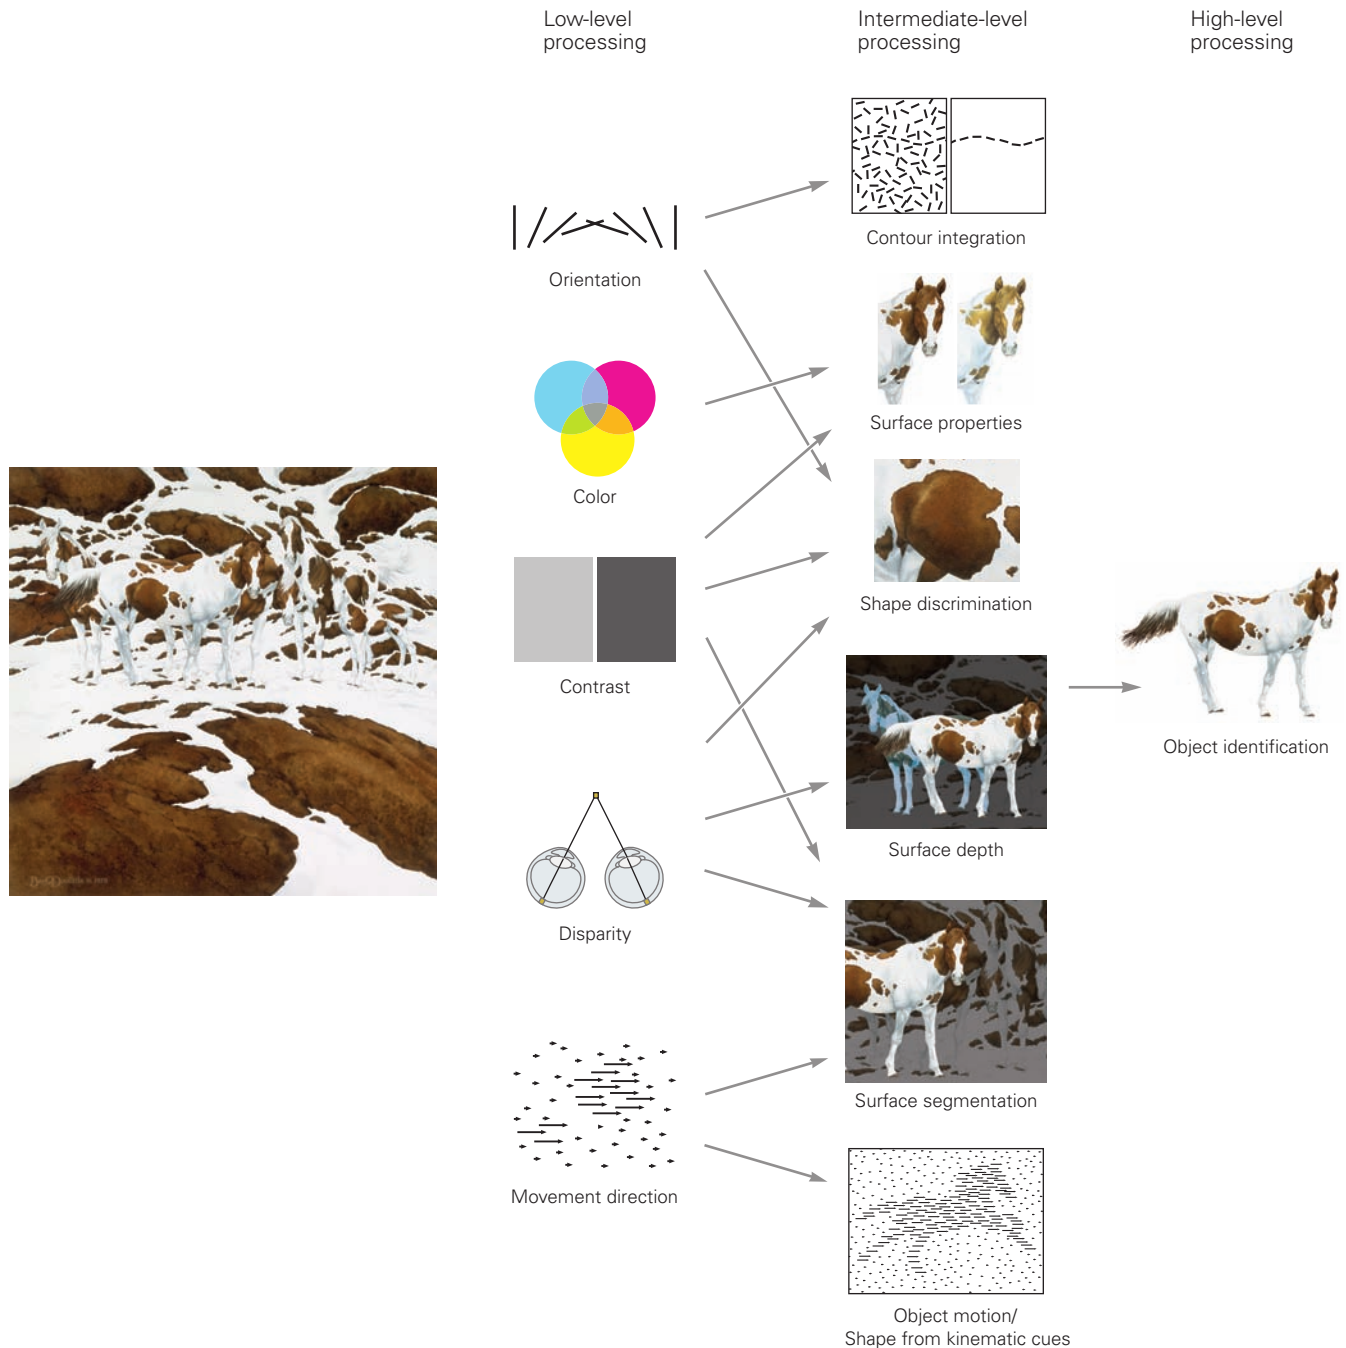 Low-level
processing
Intermediate-level
processing
High-level
processing
Contour integration
Orientation
Surface properties
Color
Shape discrimination
Contrast
Object identification
Surface depth
Disparity
Surface segmentation
Movement direction
Object motion/
Shape from kinematic cues